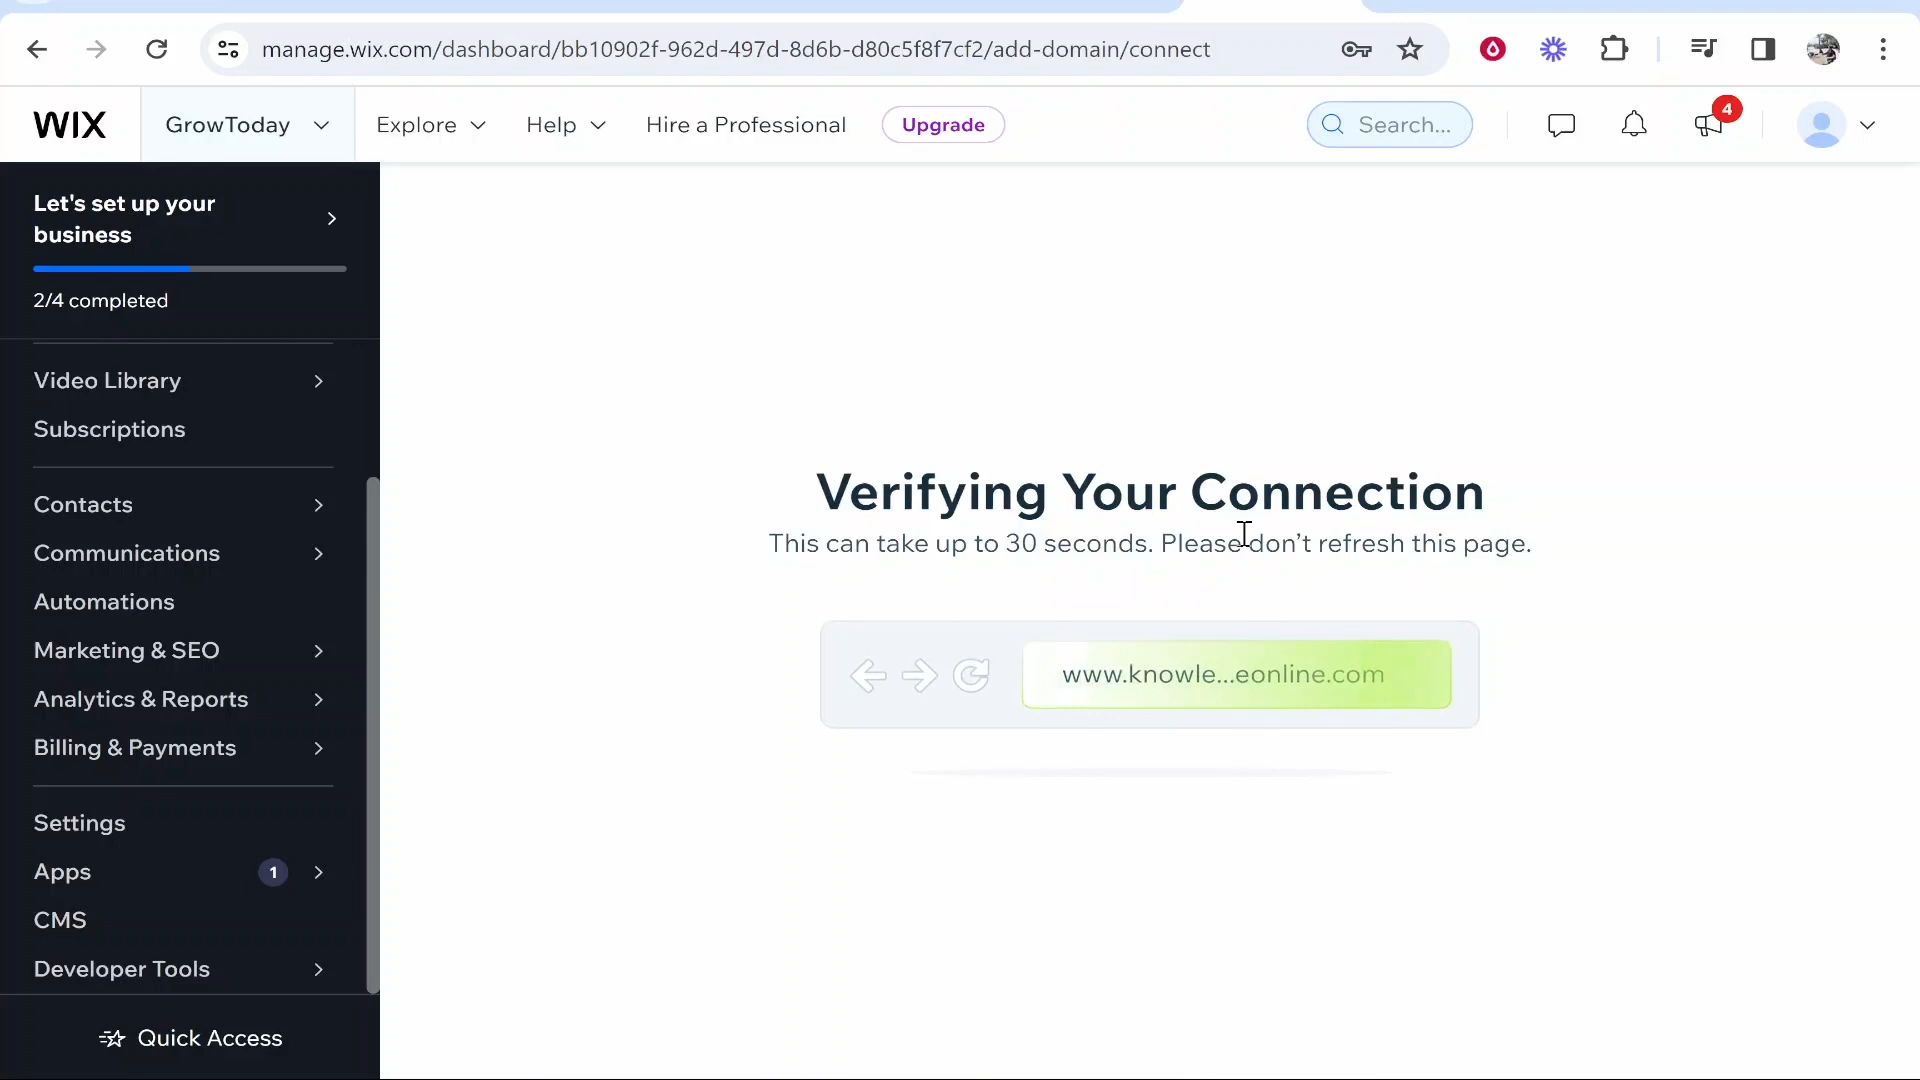 manage.wix.com/dashboard/bb10902f-962d-497d-8d6b-d80c5f8f7cf2/add-domain/connect
WIX
GrowToday
Explore
Help
Hire a Professional
Upgrade
Search...
4
Let's set up your
business
2/4 completed
Video Library
Subscriptions
Contacts
Communications
Automations
Marketing & SEO
Analytics & Reports
Billing & Payments
Settings
Apps 1
CMS
Developer Tools
Quick Access
Verifying Your Connection
This can take up to 30 seconds. Please don’t refresh this page.
www.knowle...eonline.com